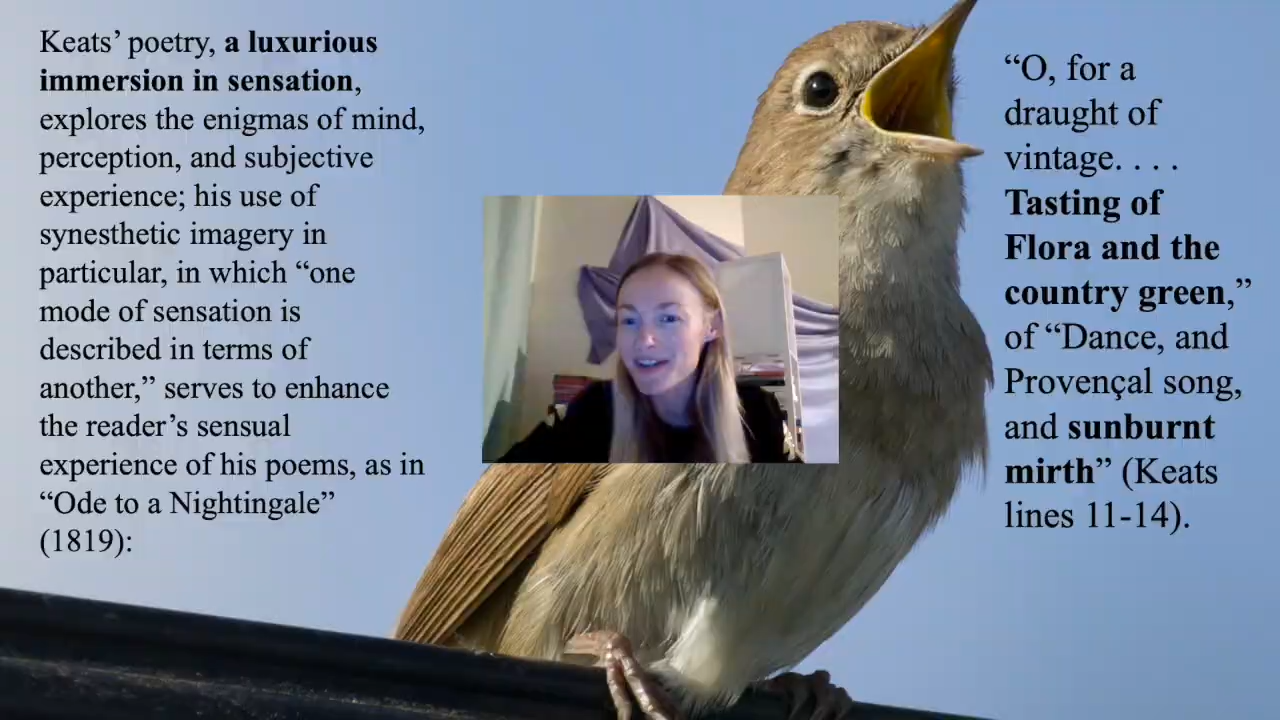 Keats’ poetry, a luxurious
immersion in sensation,
explores the enigmas of mind,
perception, and subjective
experience; his use of
synesthetic imagery in
particular, in which “one
mode of sensation is
described in terms of
another,” serves to enhance
the reader’s sensual
experience of his poems, as in
“Ode to a Nightingale”
(1819):
“O, for a
draught of
vintage. . . .
Tasting of
Flora and the
country green,”
of “Dance, and
Provençal song,
and sunburnt
mirth” (Keats
lines 11-14).